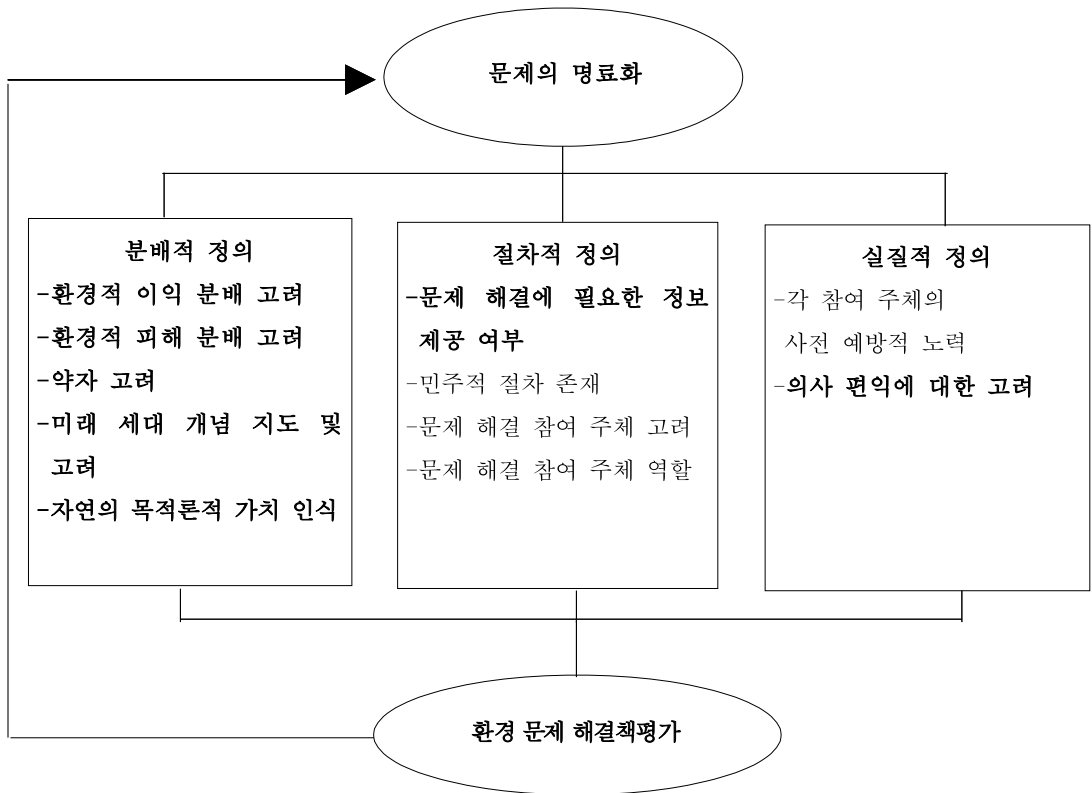 문제의 명료화
분배적 정의
-환경적 이익 분배 고려
-환경적 피해 분배 고려
-약자 고려
-미래 세대 개념 지도 및
고려
-자연의 목적론적 가치 인식
절차적 정의
-문제 해결에 필요한 정보
제공 여부
-민주적 절차 존재
-문제 해결 참여 주체 고려
-문제 해결 참여 주체 역할
실질적 정의
-각 참여 주체의
사전 예방적 노력
-의사 편익에 대한 고려
환경 문제 해결책평가